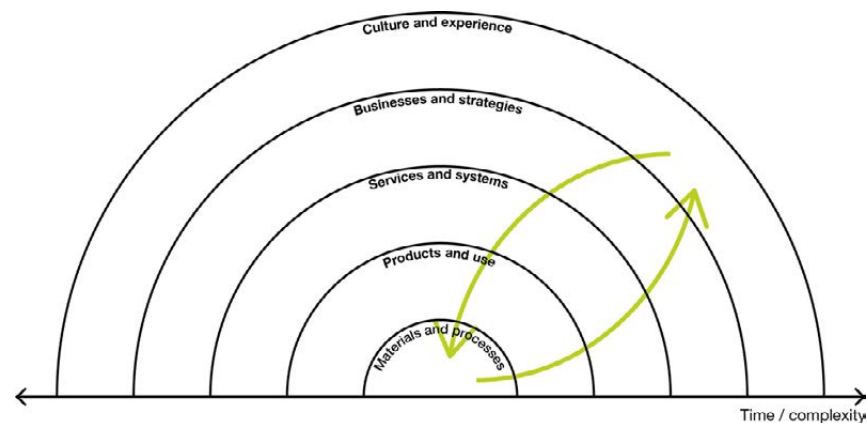 Culture and experience
Businesses and strategies
Services and systems
Products and use
Materials and processes
Time / complexity